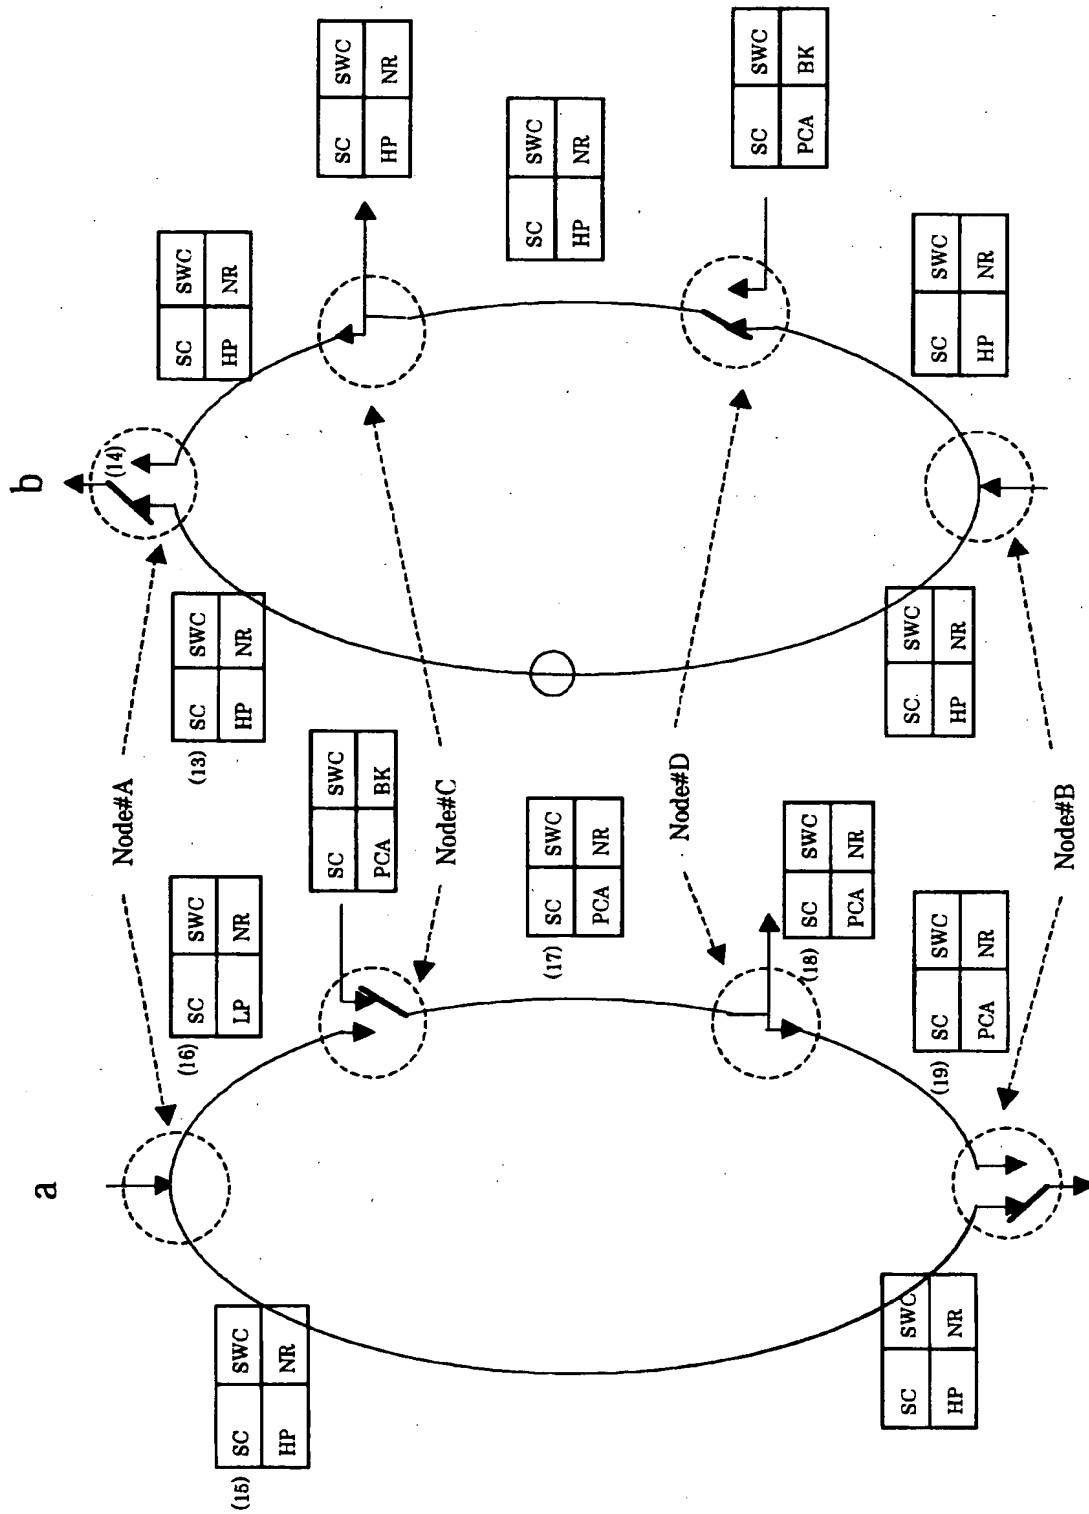 a
b
Node#A
(14)
(15)
SC SWC
HP NR
(16)
SC SWC
LP NR
(13)
SC SWC
HP NR
SC SWC
HP NR
SC SWC
PCA BK
SC SWC
HP NR
Node#C
(17)
SC SWC
PCA NR
SC SWC
HP NR
Node#D
(18)
SC SWC
PCA NR
SC SWC
PCA BK
SC SWC
HP NR
(19)
SC SWC
PCA NR
SC SWC
HP NR
SC SWC
HP NR
Node#B